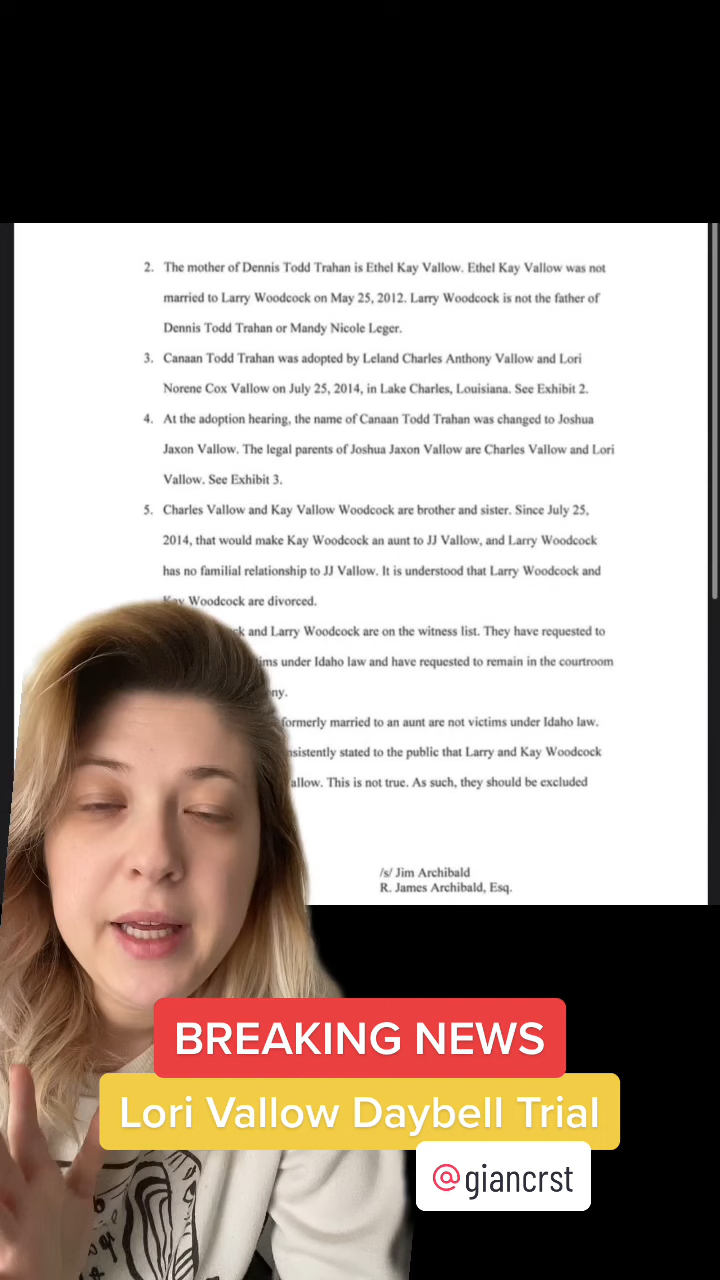 2. The mother of Dennis Todd Trahan is Ethel Kay Vallow. Ethel Kay Vallow was not
married to Larry Woodcock on May 25, 2012. Larry Woodcock is not the father of
Dennis Todd Trahan or Mandy Nicole Leger.
3. Canaan Todd Trahan was adopted by Leland Charles Anthony Vallow and Lori
Norene Cox Vallow on July 25, 2014, in Lake Charles, Louisiana. See Exhibit 2.
4. At the adoption hearing, the name of Canaan Todd Trahan was changed to Joshua
Jaxon Vallow. The legal parents of Joshua Jaxon Vallow are Charles Vallow and Lori
Vallow. See Exhibit 3.
5. Charles Vallow and Kay Vallow Woodcock are brother and sister. Since July 25,
2014, that would make Kay Woodcock an aunt to JJ Vallow, and Larry Woodcock
has no familial relationship to JJ Vallow. It is understood that Larry Woodcock and
Kay Woodcock are divorced.
and Larry Woodcock are on the witness list. They have requested to
under Idaho law and have requested to remain in the courtroom
formerly married to an aunt are not victims under Idaho law.
stated to the public that Larry and Kay Woodcock
This is not true. As such, they should be excluded
/s/ Jim Archibald
R. James Archibald, Esq.
BREAKING NEWS
Lori Vallow Daybell Trial
@giancrst